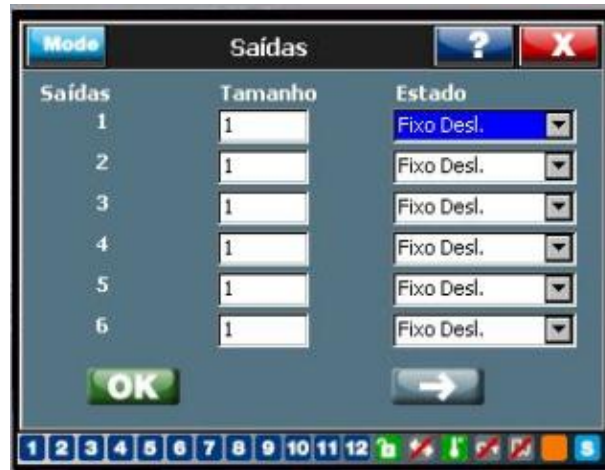 Mode Saídas ? X
Saídas Tamanho Estado
1 1 Fixo Desl.
2 1 Fixo Desl.
3 1 Fixo Desl.
4 1 Fixo Desl.
5 1 Fixo Desl.
6 1 Fixo Desl.
OK
1 2 3 4 5 6 7 8 9 10 11 12 S